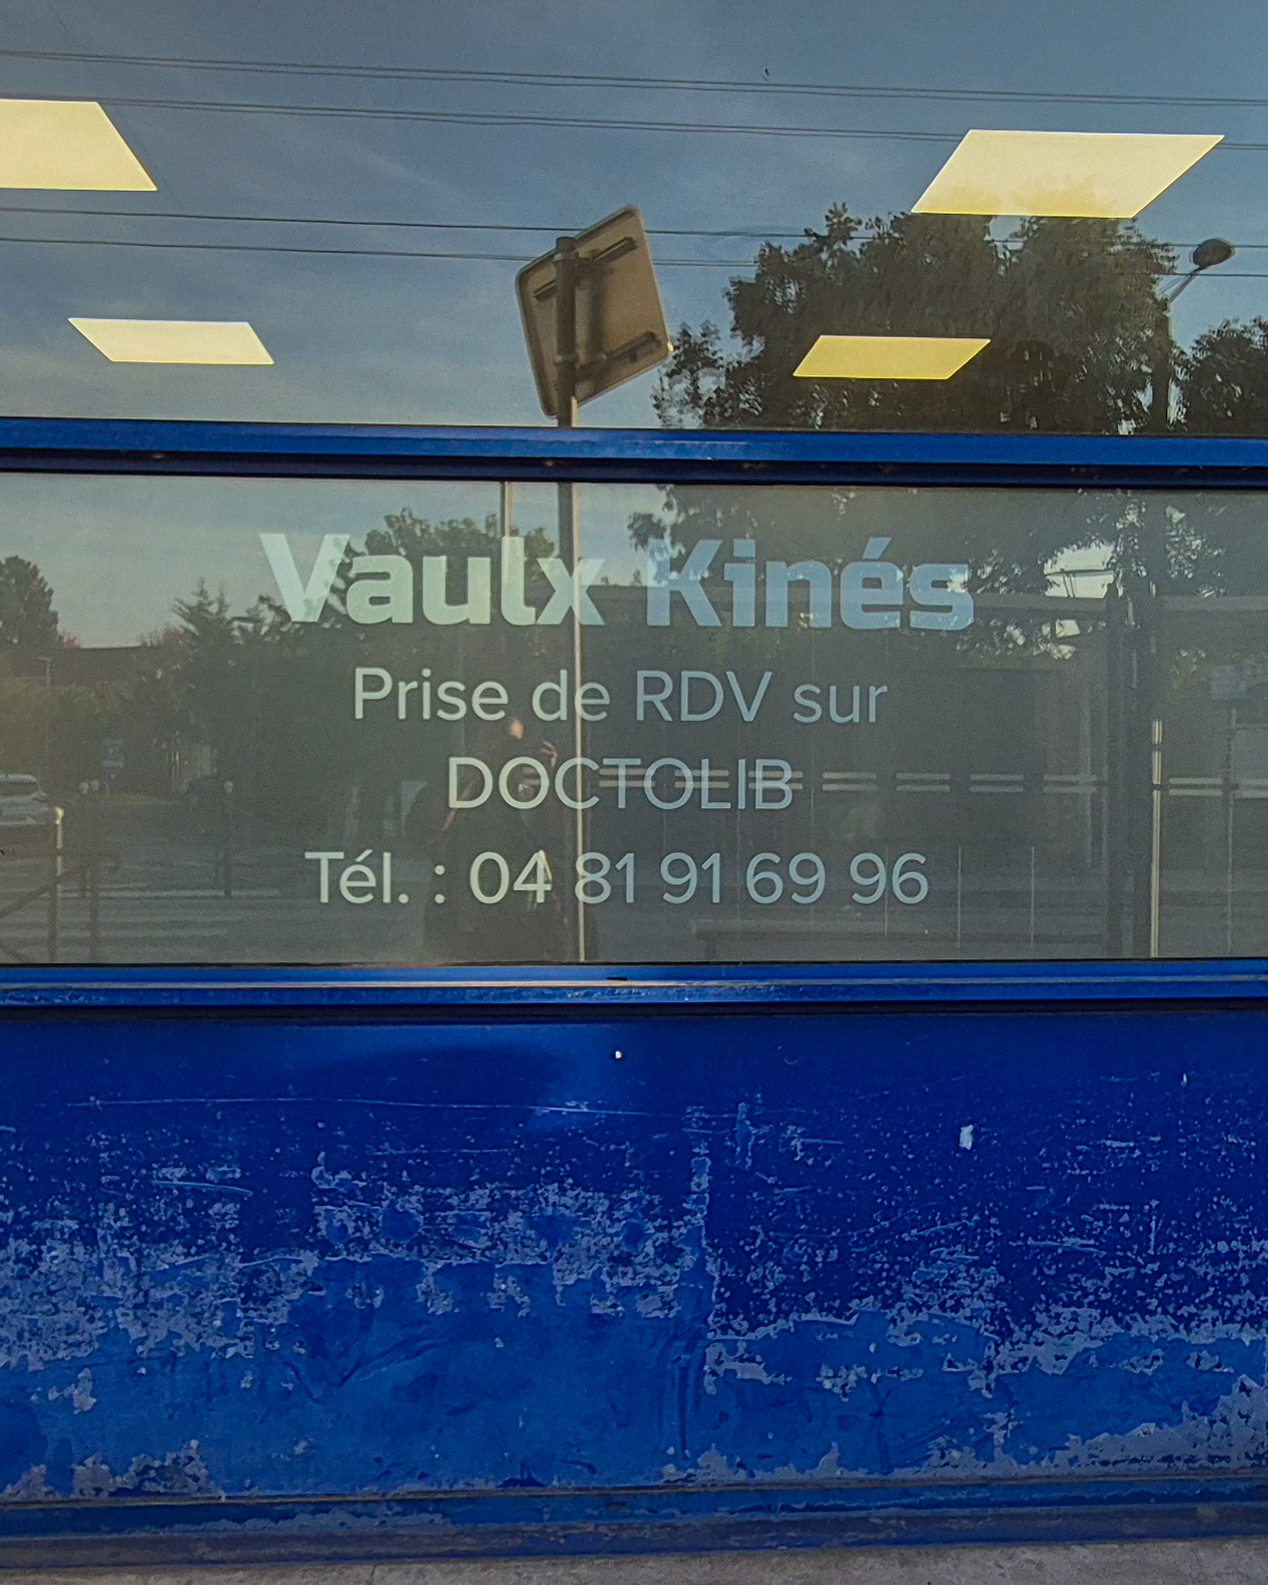 Vaulx Kinés
Prise de RDV sur
DOCTOLIB
Tél. : 04 81 91 69 96